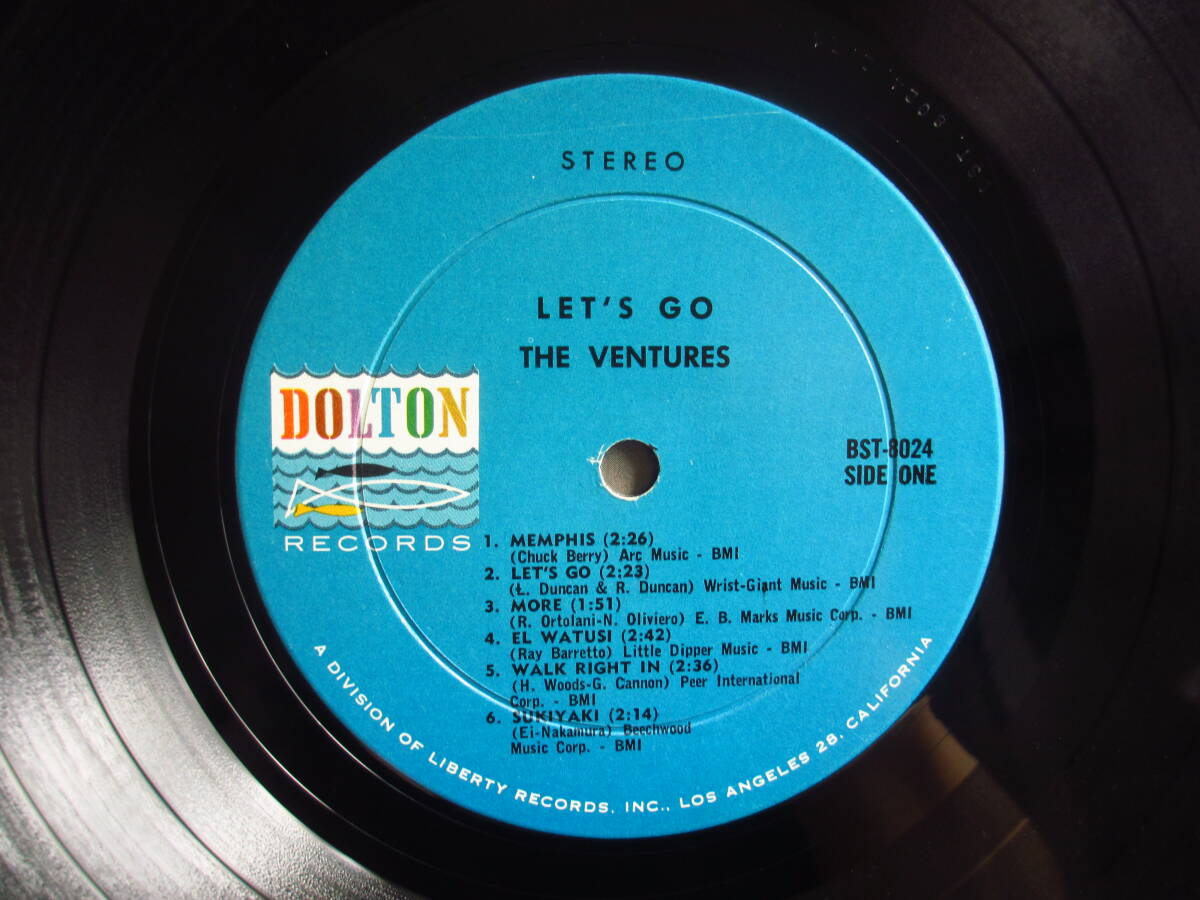 STEREO
LET'S GO
THE VENTURES
DOLTON
RECORDS
BST-8024
SIDE ONE
1. MEMPHIS (2:26)
(Chuck Berry) Arc Music - BMI
2. LET'S GO (2:23)
(L. Duncan & R. Duncan) Wrist-Giant Music - BMI
3. MORE (1:51)
(R. Ortolani-N. Oliviero) E. B. Marks Music Corp. - BMI
4. EL WATUSI (2:42)
(Ray Barretto) Little Dipper Music - BMI
5. WALK RIGHT IN (2:36)
(H. Woods-G. Cannon) Peer International
Corp. - BMI
6. SUKIYAKI (2:14)
(Ei-Nakamura) Beechwood
Music Corp. - BMI
A DIVISION OF LIBERTY RECORDS, INC., LOS ANGELES 28, CALIFORNIA